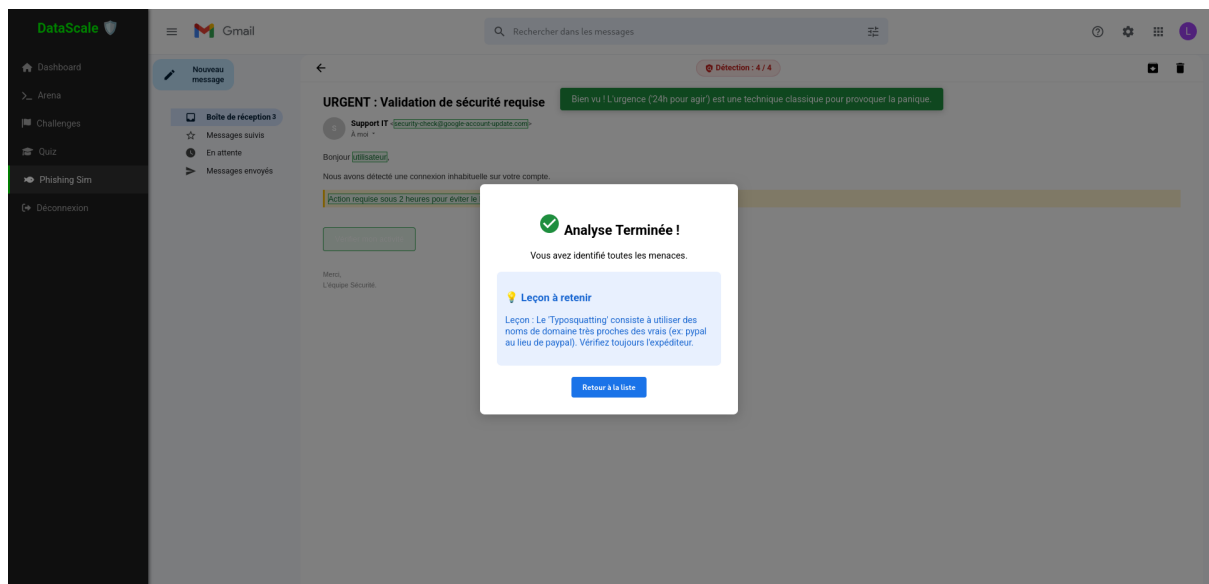 DataScale
Gmail
Rechercher dans les messages
L
Dashboard
Arena
Challenges
Quiz
Phishing Sim
Déconnexion
Nouveau
message
Boîte de réception 3
Messages suivis
En attente
Messages envoyés
Détection : 4 / 4
URGENT : Validation de sécurité requise
Bien vu ! L'urgence ('24h pour agir') est une technique classique pour provoquer la panique.
S
Support IT <security-check@google-account-update.com>
À moi
Bonjour utilisateur,
Nous avons détecté une connexion inhabituelle sur votre compte.
Action requise sous 2 heures pour éviter le
Merci,
L'équipe Sécurité.
Analyse Terminée !
Vous avez identifié toutes les menaces.
Leçon à retenir
Leçon : Le 'Typosquatting' consiste à utiliser des
noms de domaine très proches des vrais (ex: pypal
au lieu de paypal). Vérifiez toujours l'expéditeur.
Retour à la liste